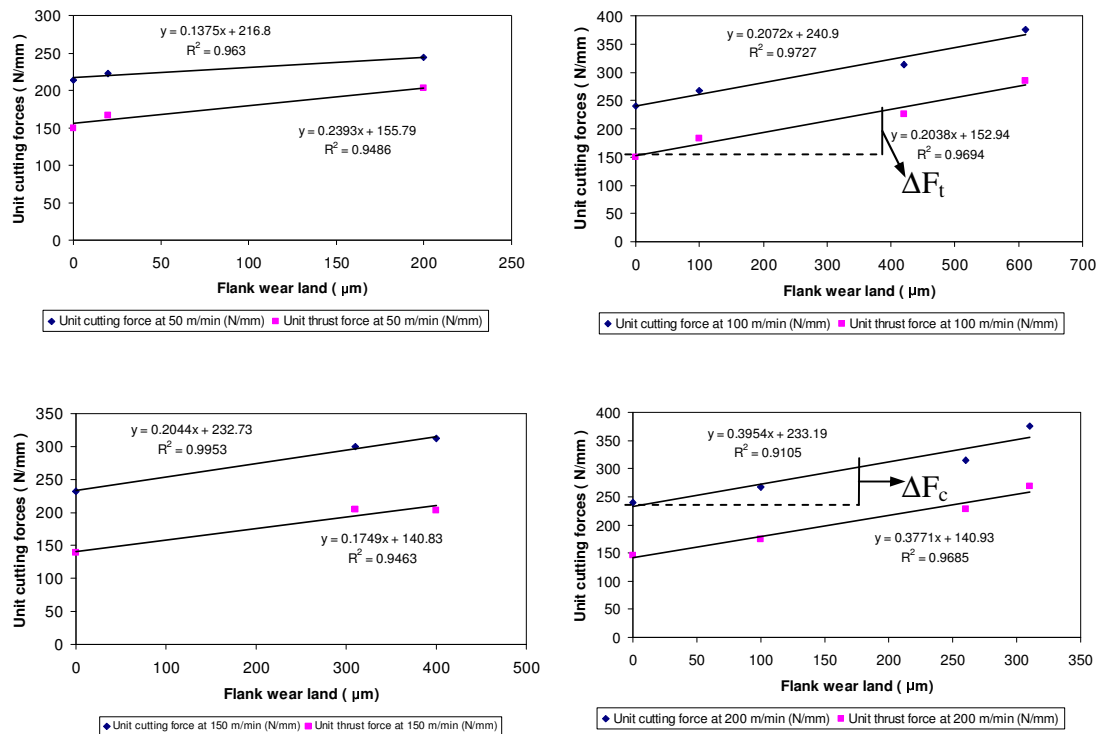 300
250
200
150
100
50
0
0 50 100 150 200 250
y = 0.1375x + 216.8
R² = 0.963
y = 0.2393x + 155.79
R² = 0.9486
Unit cutting forces ( N/mm )
Flank wear land ( µm)
Unit cutting force at 50 m/min (N/mm) Unit thrust force at 50 m/min (N/mm)
400
350
300
250
200
150
100
50
0
0 100 200 300 400 500 600 700
y = 0.2072x + 240.9
R² = 0.9727
y = 0.2038x + 152.94
R² = 0.9694
ΔFt
Unit cutting forces ( N/mm )
Flank wear land ( µm)
Unit cutting force at 100 m/min (N/mm) Unit thrust force at 100 m/min (N/mm)
350
300
250
200
150
100
50
0
0 100 200 300 400 500
y = 0.2044x + 232.73
R² = 0.9953
y = 0.1749x + 140.83
R² = 0.9463
Unit cutting forces ( N/mm )
Flank wear land ( µm)
Unit cutting force at 150 m/min (N/mm) Unit thrust force at 150 m/min (N/mm)
400
350
300
250
200
150
100
50
0
0 50 100 150 200 250 300 350
y = 0.3954x + 233.19
R² = 0.9105
ΔFc
y = 0.3771x + 140.93
R² = 0.9685
Unit cutting forces ( N/mm )
Flank wear land ( µm)
Unit cutting force at 200 m/min (N/mm) Unit thrust force at 200 m/min (N/mm)